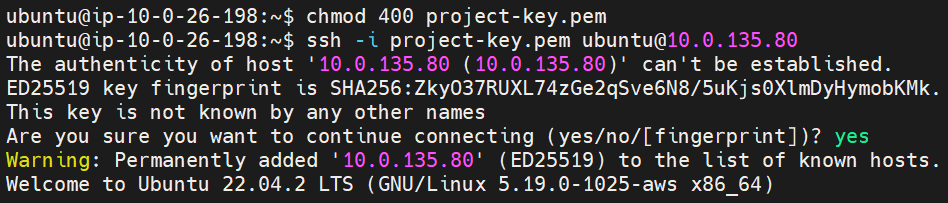 ubuntu@ip-10-0-26-198:~$ chmod 400 project-key.pem
ubuntu@ip-10-0-26-198:~$ ssh -i project-key.pem ubuntu@10.0.135.80
The authenticity of host '10.0.135.80 (10.0.135.80)' can't be established.
ED25519 key fingerprint is SHA256:ZkyO37RUXL74zGe2qSve6N8/5uKjs0XlmDyHymobKMk.
This key is not known by any other names
Are you sure you want to continue connecting (yes/no/[fingerprint])? yes
Warning: Permanently added '10.0.135.80' (ED25519) to the list of known hosts.
Welcome to Ubuntu 22.04.2 LTS (GNU/Linux 5.19.0-1025-aws x86_64)